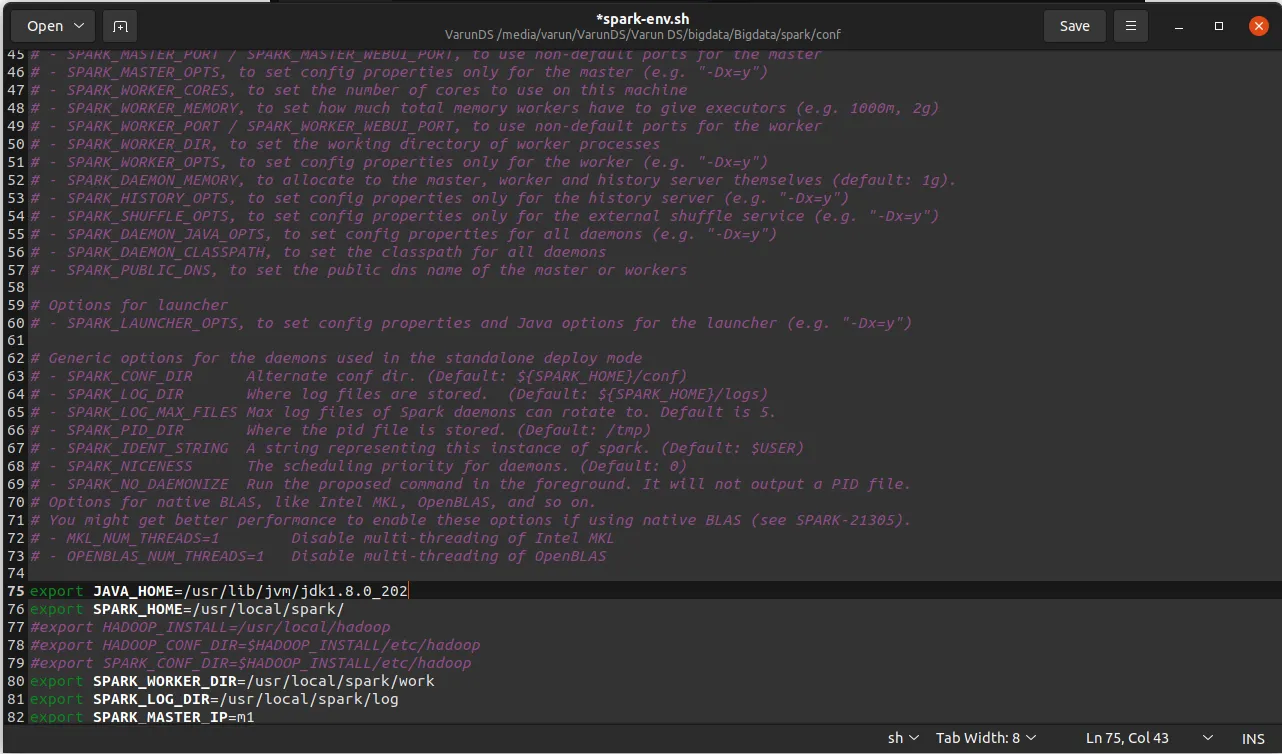 Open
*spark-env.sh
VarunDS /media/varun/VarunDS/Varun DS/bigdata/Bigdata/spark/conf
Save
45 # - SPARK_MASTER_PORT / SPARK_MASTER_WEBUI_PORT, to use non-default ports for the master
46 # - SPARK_MASTER_OPTS, to set config properties only for the master (e.g. "-Dx=y")
47 # - SPARK_WORKER_CORES, to set the number of cores to use on this machine
48 # - SPARK_WORKER_MEMORY, to set how much total memory workers have to give executors (e.g. 1000m, 2g)
49 # - SPARK_WORKER_PORT / SPARK_WORKER_WEBUI_PORT, to use non-default ports for the worker
50 # - SPARK_WORKER_DIR, to set the working directory of worker processes
51 # - SPARK_WORKER_OPTS, to set config properties only for the worker (e.g. "-Dx=y")
52 # - SPARK_DAEMON_MEMORY, to allocate to the master, worker and history server themselves (default: 1g).
53 # - SPARK_HISTORY_OPTS, to set config properties only for the history server (e.g. "-Dx=y")
54 # - SPARK_SHUFFLE_OPTS, to set config properties only for the external shuffle service (e.g. "-Dx=y")
55 # - SPARK_DAEMON_JAVA_OPTS, to set config properties for all daemons (e.g. "-Dx=y")
56 # - SPARK_DAEMON_CLASSPATH, to set the classpath for all daemons
57 # - SPARK_PUBLIC_DNS, to set the public dns name of the master or workers
58
59 # Options for launcher
60 # - SPARK_LAUNCHER_OPTS, to set config properties and Java options for the launcher (e.g. "-Dx=y")
61
62 # Generic options for the daemons used in the standalone deploy mode
63 # - SPARK_CONF_DIR      Alternate conf dir. (Default: ${SPARK_HOME}/conf)
64 # - SPARK_LOG_DIR       Where log files are stored.  (Default: ${SPARK_HOME}/logs)
65 # - SPARK_LOG_MAX_FILES Max log files of Spark daemons can rotate to. Default is 5.
66 # - SPARK_PID_DIR       Where the pid file is stored. (Default: /tmp)
67 # - SPARK_IDENT_STRING  A string representing this instance of spark. (Default: $USER)
68 # - SPARK_NICENESS      The scheduling priority for daemons. (Default: 0)
69 # - SPARK_NO_DAEMONIZE  Run the proposed command in the foreground. It will not output a PID file.
70 # Options for native BLAS, like Intel MKL, OpenBLAS, and so on.
71 # You might get better performance to enable these options if using native BLAS (see SPARK-21305).
72 # - MKL_NUM_THREADS=1        Disable multi-threading of Intel MKL
73 # - OPENBLAS_NUM_THREADS=1   Disable multi-threading of OpenBLAS
74
75 export JAVA_HOME=/usr/lib/jvm/jdk1.8.0_202
76 export SPARK_HOME=/usr/local/spark/
77 #export HADOOP_INSTALL=/usr/local/hadoop
78 #export HADOOP_CONF_DIR=$HADOOP_INSTALL/etc/hadoop
79 #export SPARK_CONF_DIR=$HADOOP_INSTALL/etc/hadoop
80 export SPARK_WORKER_DIR=/usr/local/spark/work
81 export SPARK_LOG_DIR=/usr/local/spark/log
82 export SPARK_MASTER_IP=m1
sh Tab Width: 8 Ln 75, Col 43 INS